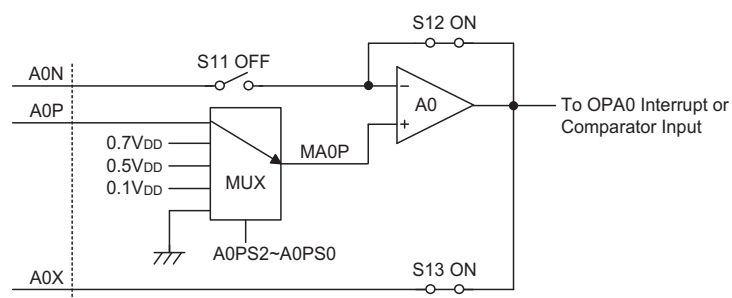 S12 ON
S11 OFF
A0N
A0
−
+
A0P
To OPA0 Interrupt or
Comparator Input
0.7VDD
0.5VDD
0.1VDD
MA0P
MUX
A0PS2~A0PS0
A0X
S13 ON